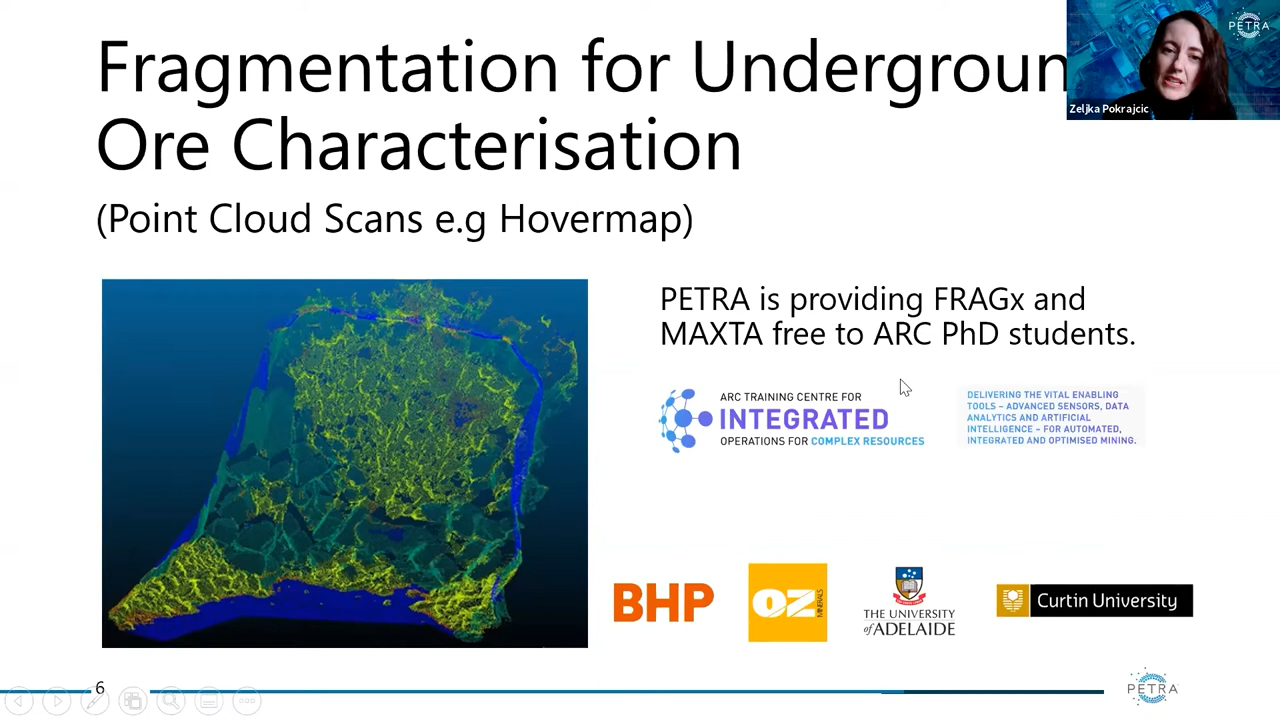 Fragmentation for Undergroun
Ore Characterisation
(Point Cloud Scans e.g Hovermap)
PETRA
Zeljka Pokrajcic
PETRA is providing FRAGx and
MAXTA free to ARC PhD students.
ARC TRAINING CENTRE FOR
INTEGRATED
OPERATIONS FOR COMPLEX RESOURCES
DELIVERING THE VITAL ENABLING
TOOLS – ADVANCED SENSORS, DATA
ANALYTICS AND ARTIFICIAL
INTELLIGENCE – FOR AUTOMATED,
INTEGRATED AND OPTIMISED MINING.
BHP
OZ
MINERALS
THE UNIVERSITY
of ADELAIDE
Curtin University
6
PETRA